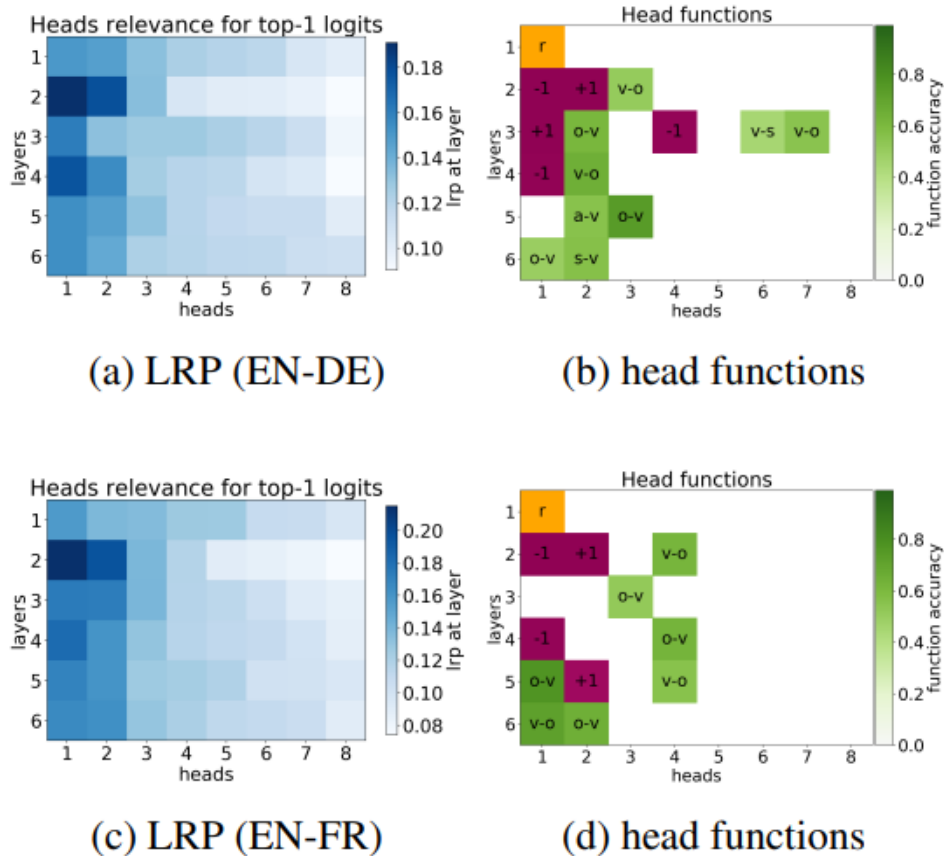 Heads relevance for top-1 logits
layers
1
2
3
4
5
6
1 2 3 4 5 6 7 8
heads
0.18
0.16
0.14
0.12
0.10
lrp at layer
(a) LRP (EN-DE)
Head functions
layers
1 r
2 -1 +1 v-o
3 +1 o-v -1 v-s v-o
4 -1 v-o
5 a-v o-v
6 o-v s-v
1 2 3 4 5 6 7 8
heads
0.8
0.6
0.4
0.2
0.0
function accuracy
(b) head functions
Heads relevance for top-1 logits
layers
1
2
3
4
5
6
1 2 3 4 5 6 7 8
heads
0.20
0.18
0.16
0.14
0.12
0.10
0.08
lrp at layer
(c) LRP (EN-FR)
Head functions
layers
1 r
2 -1 +1 v-o
3 o-v
4 -1 o-v
5 o-v +1 v-o
6 v-o o-v
1 2 3 4 5 6 7 8
heads
0.8
0.6
0.4
0.2
0.0
function accuracy
(d) head functions